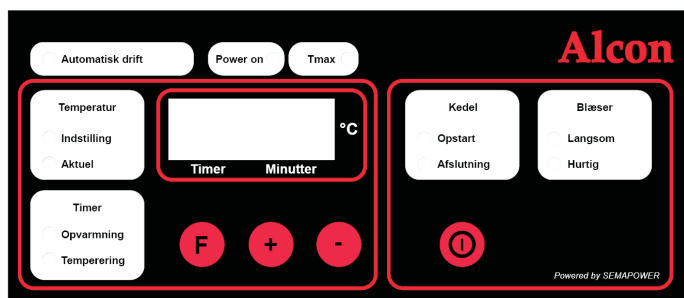 Alcon
Automatisk drift
Power on
Tmax
Temperatur
Indstilling
Aktuel
°C
Timer Minutter
Timer
Opvarmning
Temperering
F + -
Kedel
Opstart
Afslutning
Blæser
Langsom
Hurtig
Powered by SEMAPOWER